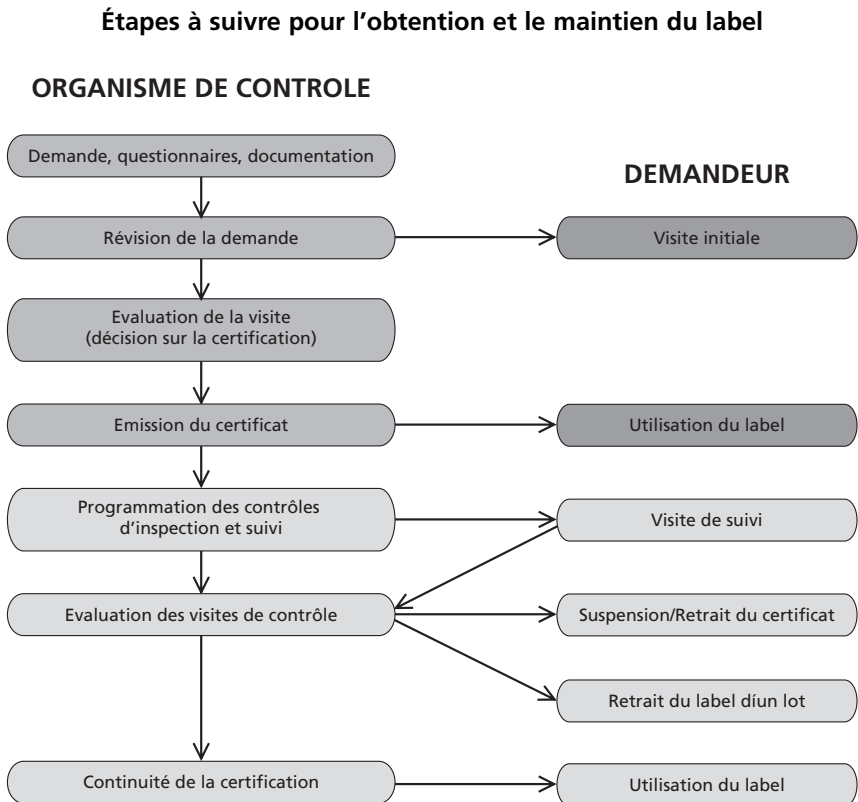 Étapes à suivre pour l'obtention et le maintien du label
ORGANISME DE CONTROLE
Demande, questionnaires, documentation
DEMANDEUR
Révision de la demande
Visite initiale
Evaluation de la visite
(décision sur la certification)
Emission du certificat
Utilisation du label
Programmation des contrôles
d'inspection et suivi
Visite de suivi
Evaluation des visites de contrôle
Suspension/Retrait du certificat
Retrait du label díun lot
Continuité de la certification
Utilisation du label